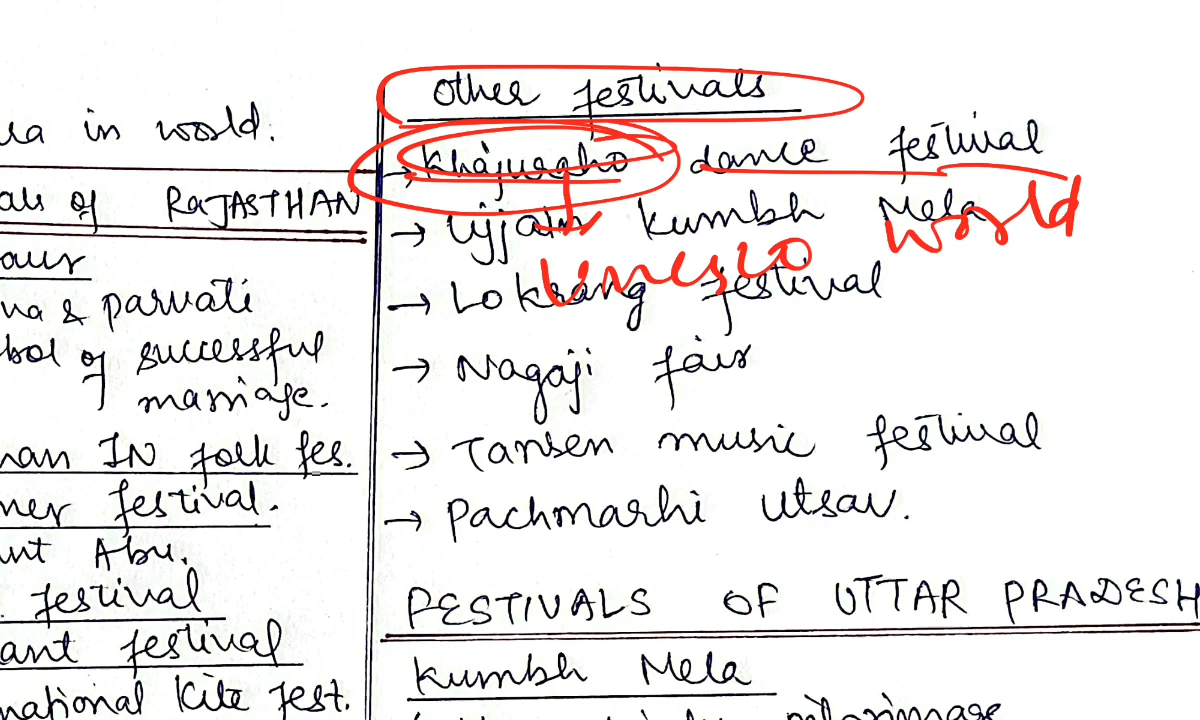 ua in world.
als of RAJASTHAN
aur
na & parvati
bol of successful
marriage.
han IN folk fes.
ner festival.
unt Abu.
festival
ant festival
national Kite fest.
other festivals
→ Khajuraho dance festival
→ Ujjain Kumbh Mela World
Unesco
→ Lokrang festival
→ Nagaji fair
→ Tansen music festival
→ Pachmarhi Utsav.
FESTIVALS OF UTTAR PRADESH
Kumbh Mela
pilgrimage